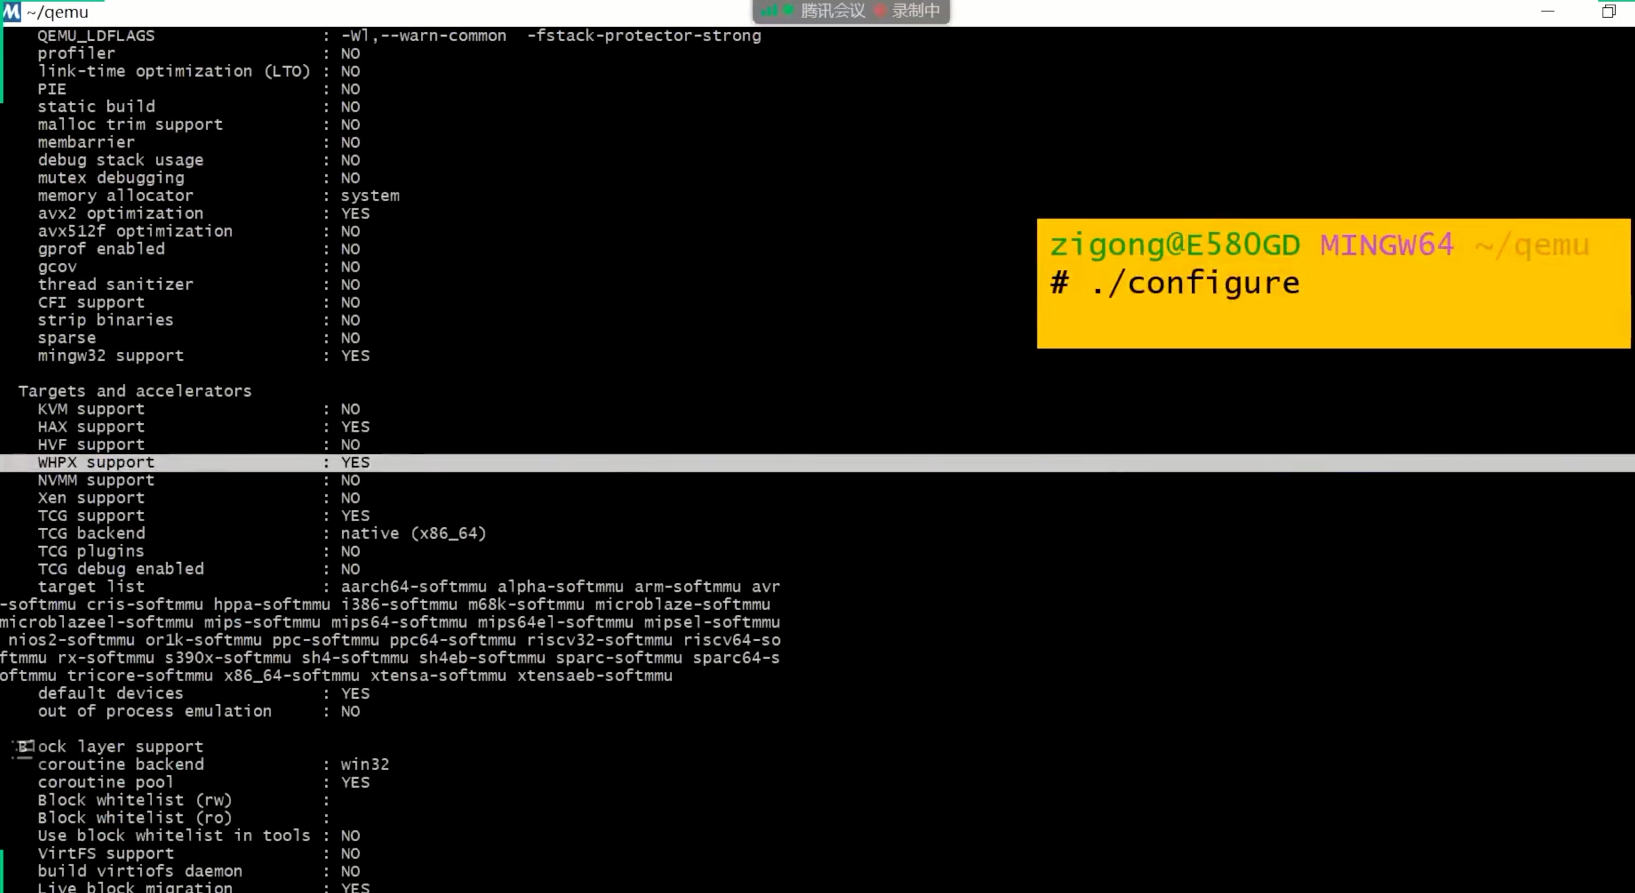 ~/qemu
腾讯会议 录制中
QEMU_LDFLAGS : -Wl,--warn-common -fstack-protector-strong
profiler : NO
link-time optimization (LTO) : NO
PIE : NO
static build : NO
malloc trim support : NO
membarrier : NO
debug stack usage : NO
mutex debugging : NO
memory allocator : system
avx2 optimization : YES
avx512f optimization : NO
gprof enabled : NO
gcov : NO
thread sanitizer : NO
CFI support : NO
strip binaries : NO
sparse : NO
mingw32 support : YES
zigong@E580GD MINGW64 ~/qemu
# ./configure
Targets and accelerators
KVM support : NO
HAX support : YES
HVF support : NO
WHPX support : YES
NVMM support : NO
Xen support : NO
TCG support : YES
TCG backend : native (x86_64)
TCG plugins : NO
TCG debug enabled : NO
target list : aarch64-softmmu alpha-softmmu arm-softmmu avr
-softmmu cris-softmmu hppa-softmmu i386-softmmu m68k-softmmu microblaze-softmmu
microblazeel-softmmu mips-softmmu mips64-softmmu mips64el-softmmu mipsel-softmmu
nios2-softmmu or1k-softmmu ppc-softmmu ppc64-softmmu riscv32-softmmu riscv64-so
ftmmu rx-softmmu s390x-softmmu sh4-softmmu sh4eb-softmmu sparc-softmmu sparc64-s
oftmmu tricore-softmmu x86_64-softmmu xtensa-softmmu xtensaeb-softmmu
default devices : YES
out of process emulation : NO
Block layer support
coroutine backend : win32
coroutine pool : YES
Block whitelist (rw) :
Block whitelist (ro) :
Use block whitelist in tools : NO
VirtFS support : NO
build virtiofs daemon : NO
Live block migration : YES